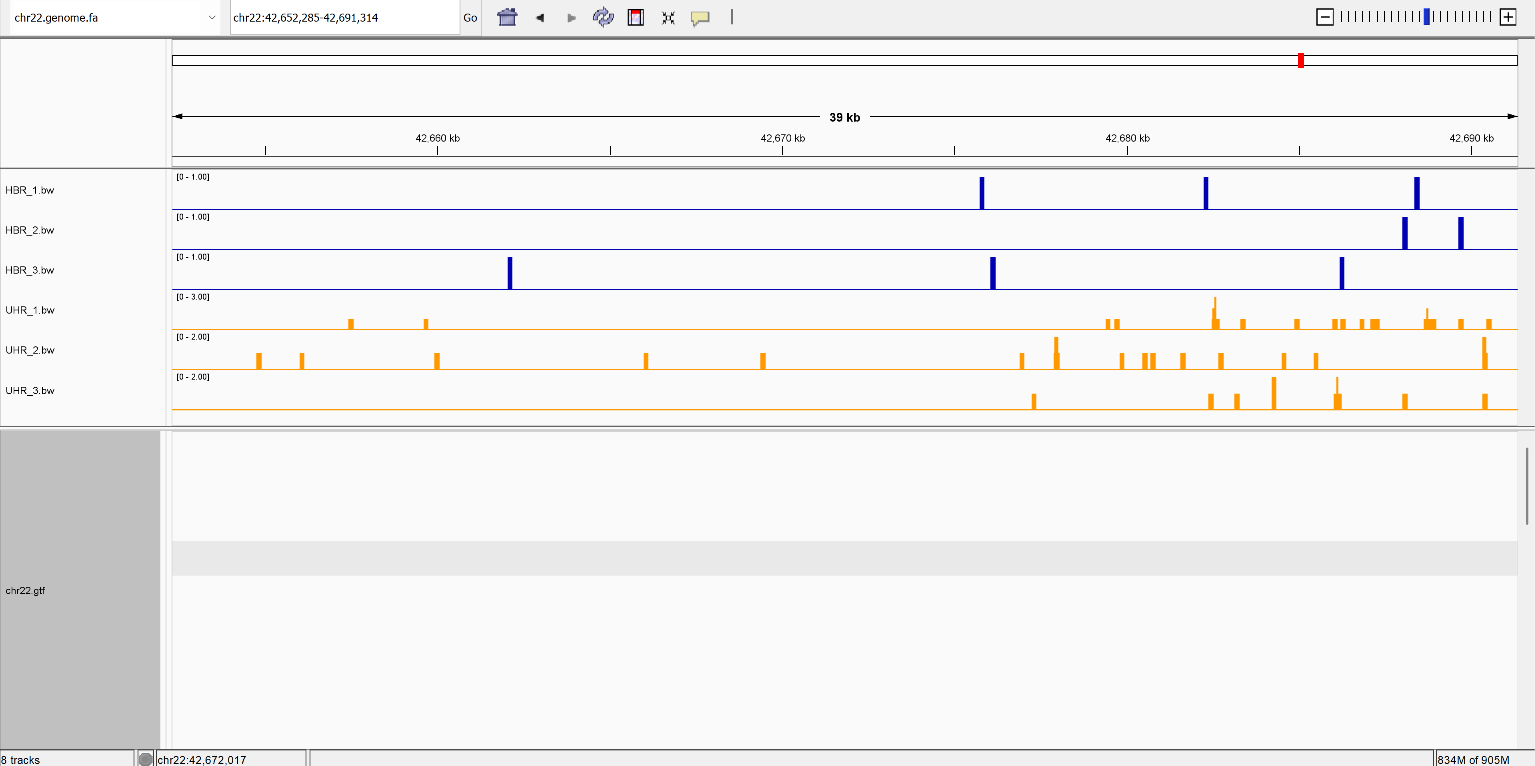 chr22.genome.fa chr22:42,652,285-42,691,314 Go
39 kb
42,660 kb 42,670 kb 42,680 kb 42,690 kb
[0 - 1.00]
HBR_1.bw
[0 - 1.00]
HBR_2.bw
[0 - 1.00]
HBR_3.bw
[0 - 3.00]
UHR_1.bw
[0 - 2.00]
UHR_2.bw
[0 - 2.00]
UHR_3.bw
chr22.gtf
8 tracks chr22:42,672,017 834M of 905M